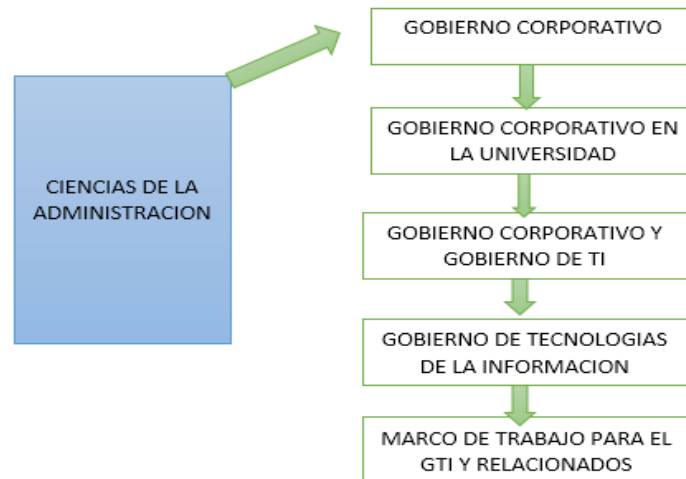 CIENCIAS DE LA
ADMINISTRACION
GOBIERNO CORPORATIVO
GOBIERNO CORPORATIVO EN
LA UNIVERSIDAD
GOBIERNO CORPORATIVO Y
GOBIERNO DE TI
GOBIERNO DE TECNOLOGIAS
DE LA INFORMACION
MARCO DE TRABAJO PARA EL
GTI Y RELACIONADOS